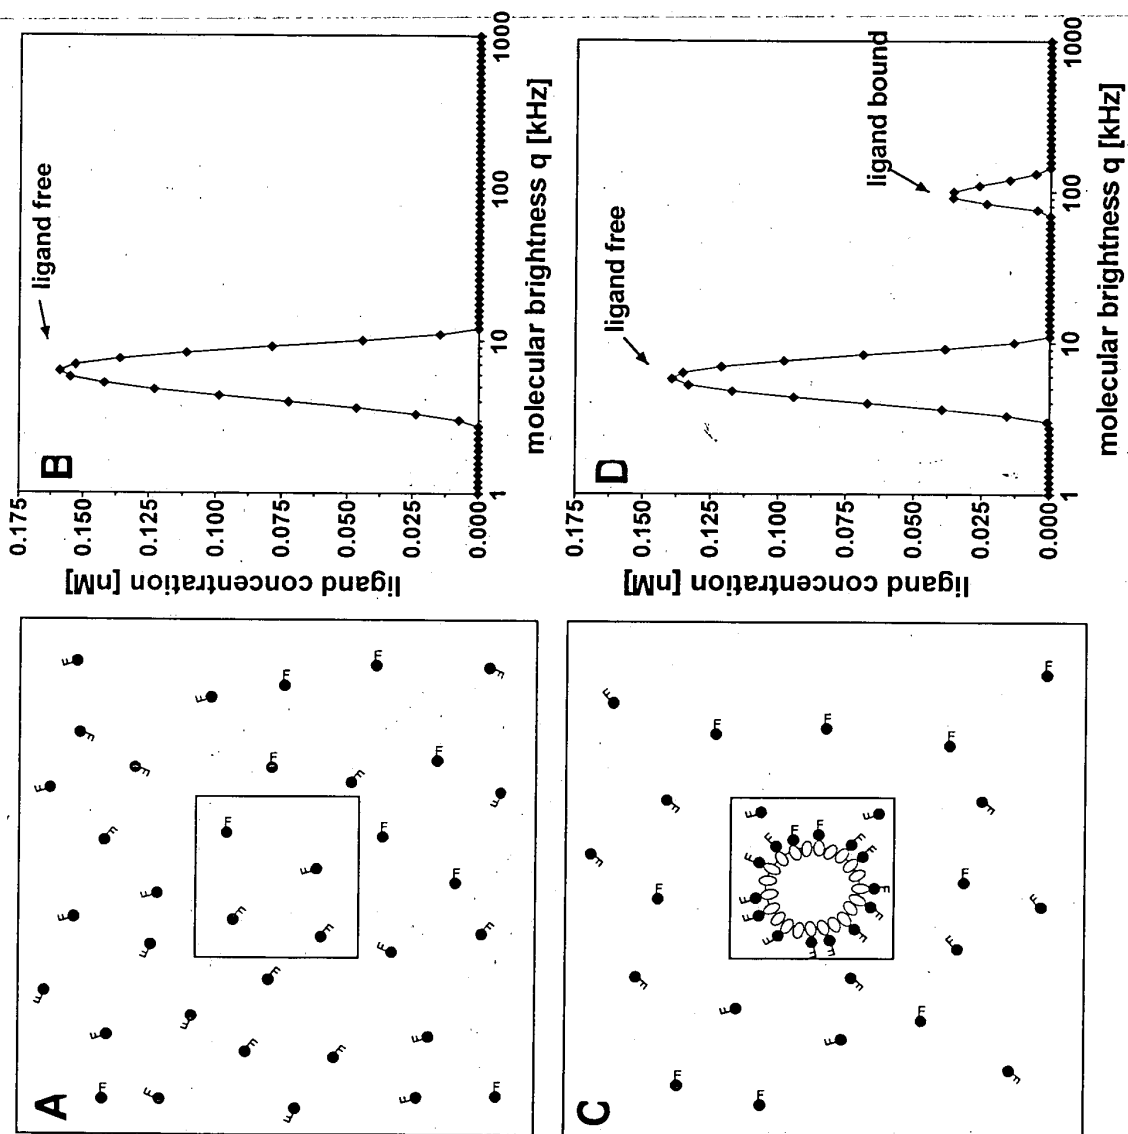 A
F F F F F F F F F F F F F F F F F F F F F F F F F F F F F F F F F F F F
B
ligand free
0.175
0.150
0.125
0.100
0.075
0.050
0.025
0.000
ligand concentration [nM]
1 10 100 1000
molecular brightness q [kHz]
C
F F F F F F F F F F F F F F F F F F F F F F F F F F F F F F F F F F F F
D
ligand free
ligand bound
0.175
0.150
0.125
0.100
0.075
0.050
0.025
0.000
ligand concentration [nM]
1 10 100 1000
molecular brightness q [kHz]